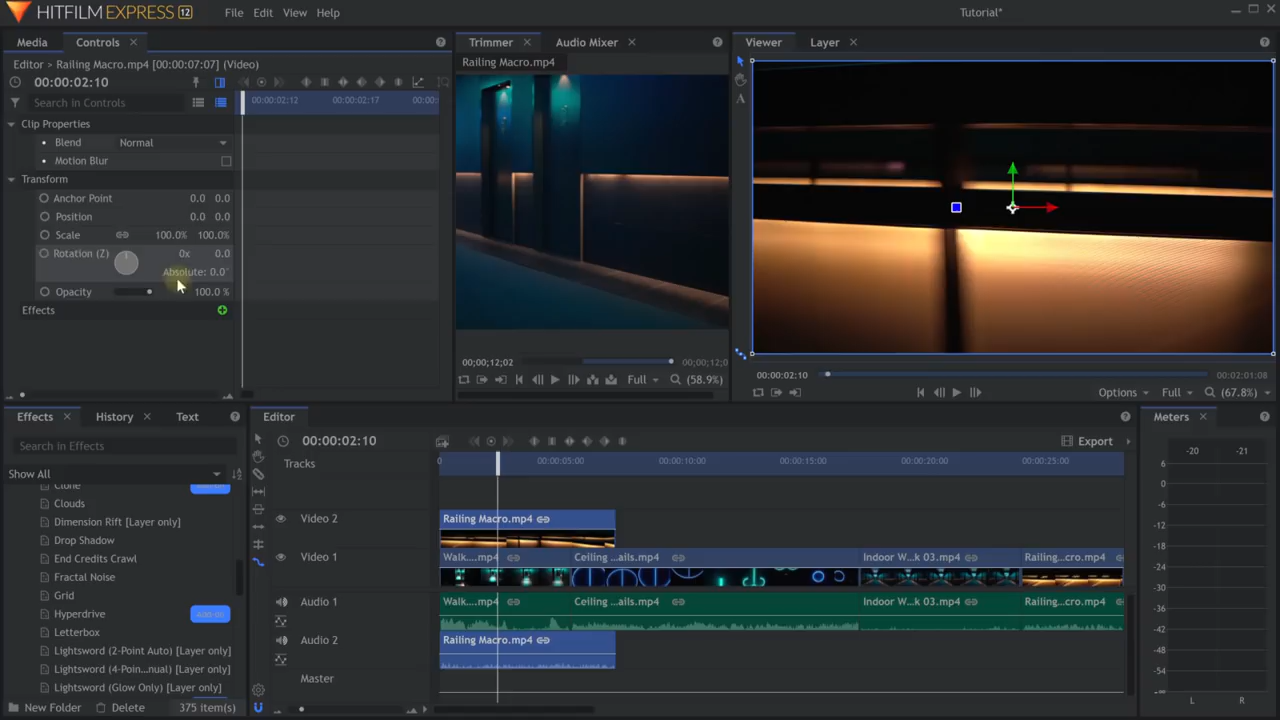 HITFILM EXPRESS 12 File Edit View Help Tutorial*
Media Controls
Editor > Railing Macro.mp4 [00:00:07:07] (Video)
00:00:02:10
Search in Controls 00:00:02:12 00:00:02:17
Clip Properties
Blend Normal
Motion Blur
Transform
Anchor Point 0.0 0.0
Position 0.0 0.0
Scale 100.0% 100.0%
Rotation (Z) 0x 0.0
Absolute: 0.0°
Opacity 100.0 %
Effects
Trimmer Audio Mixer
Railing Macro.mp4
00;00;12;02 00;00;12;0
Full (58.9%)
Viewer Layer
00:00:02:10 00:02:01:08
Options Full (67.8%)
Effects History Text
Search in Effects
Show All
Clone
Clouds
Dimension Rift [Layer only]
Drop Shadow
End Credits Crawl
Fractal Noise
Grid
Hyperdrive
Letterbox
Lightsword (2-Point Auto) [Layer only]
Lightsword (4-Poin...nual) [Layer only]
Lightsword (Glow Only) [Layer only]
New Folder Delete 375 item(s)
Editor
00:00:02:10 Export
Tracks 0 00:00:05:00 00:00:10:00 00:00:15:00 00:00:20:00 00:00:25:00
Video 2 Railing Macro.mp4
Video 1 Walk....mp4 Ceiling ...ails.mp4 Indoor W...k 03.mp4 Railing...cro.mp4
Audio 1 Walk....mp4 Ceiling ...ails.mp4 Indoor W...k 03.mp4 Railing...cro.mp4
Audio 2 Railing Macro.mp4
Master
Meters
-20 -21
6
0
-6
-12
-18
-24
-30
-36
-42
-48
-54
L R